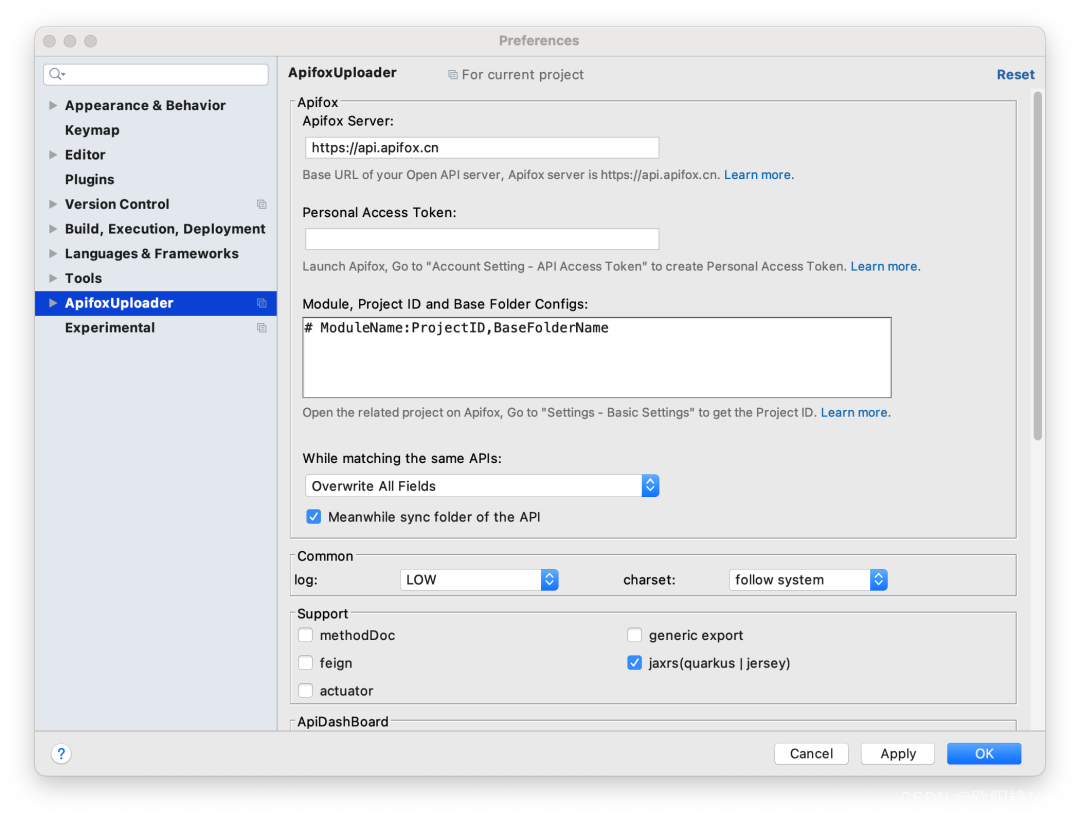 Preferences
Appearance & Behavior
Keymap
Editor
Plugins
Version Control
Build, Execution, Deployment
Languages & Frameworks
Tools
ApifoxUploader
Experimental
ApifoxUploader For current project Reset
Apifox
Apifox Server:
https://api.apifox.cn
Base URL of your Open API server, Apifox server is https://api.apifox.cn. Learn more.
Personal Access Token:
Launch Apifox, Go to "Account Setting - API Access Token" to create Personal Access Token. Learn more.
Module, Project ID and Base Folder Configs:
# ModuleName:ProjectID,BaseFolderName
Open the related project on Apifox, Go to "Settings - Basic Settings" to get the Project ID. Learn more.
While matching the same APIs:
Overwrite All Fields
Meanwhile sync folder of the API
Common
log: LOW charset: follow system
Support
methodDoc generic export
feign jaxrs(quarkus | jersey)
actuator
ApiDashBoard
? Cancel Apply OK